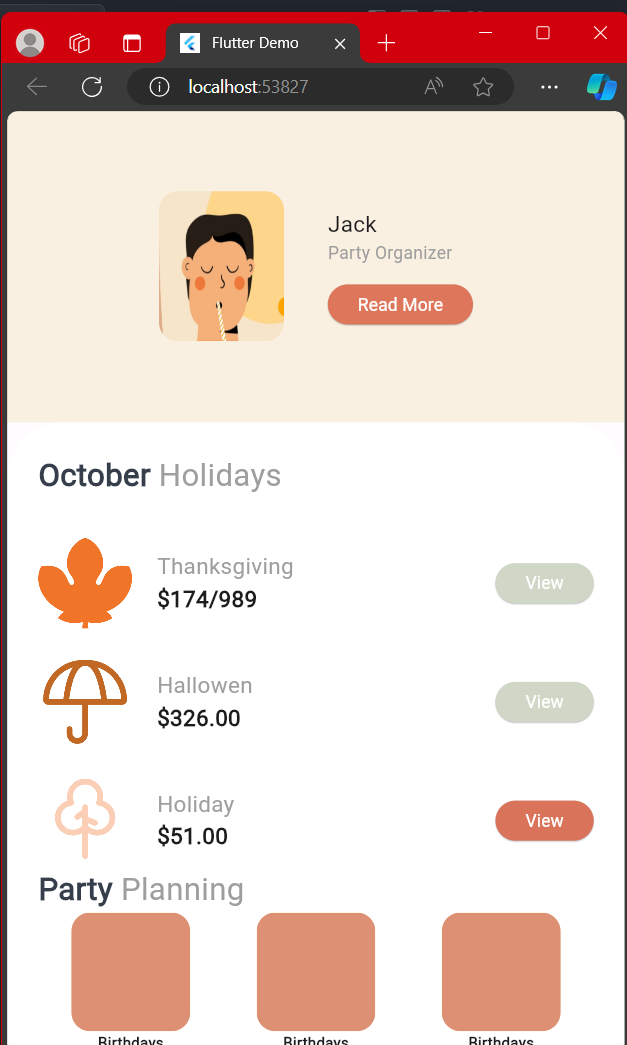 Flutter Demo
localhost:53827
Jack
Party Organizer
Read More
October Holidays
Thanksgiving
$174/989
View
Hallowen
$326.00
View
Holiday
$51.00
View
Party Planning
Birthdays Birthdays Birthdays